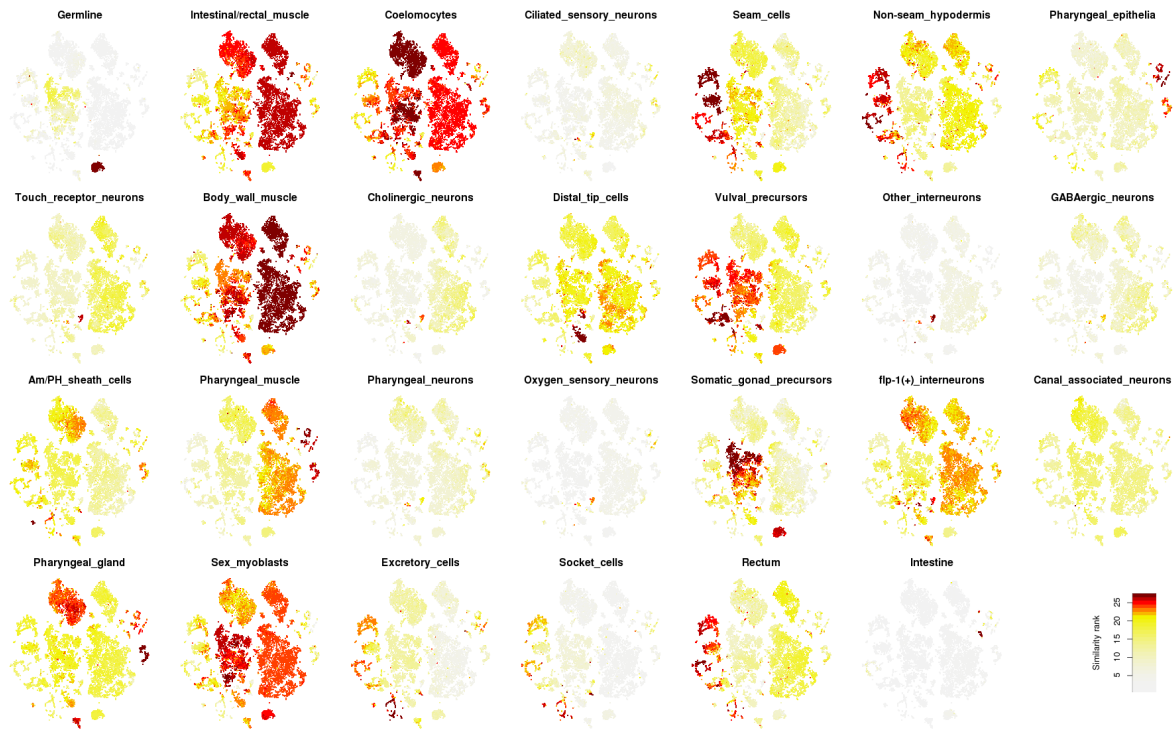 Germline
Intestinal/rectal_muscle
Coelomocytes
Ciliated_sensory_neurons
Seam_cells
Non-seam_hypodermis
Pharyngeal_epithelia
Touch_receptor_neurons
Body_wall_muscle
Cholinergic_neurons
Distal_tip_cells
Vulval_precursors
Other_interneurons
GABAergic_neurons
Am/PH_sheath_cells
Pharyngeal_muscle
Pharyngeal_neurons
Oxygen_sensory_neurons
Somatic_gonad_precursors
flp-1(+)_interneurons
Canal_associated_neurons
Pharyngeal_gland
Sex_myoblasts
Excretory_cells
Socket_cells
Rectum
Intestine
Similarity rank
25
20
15
10
5